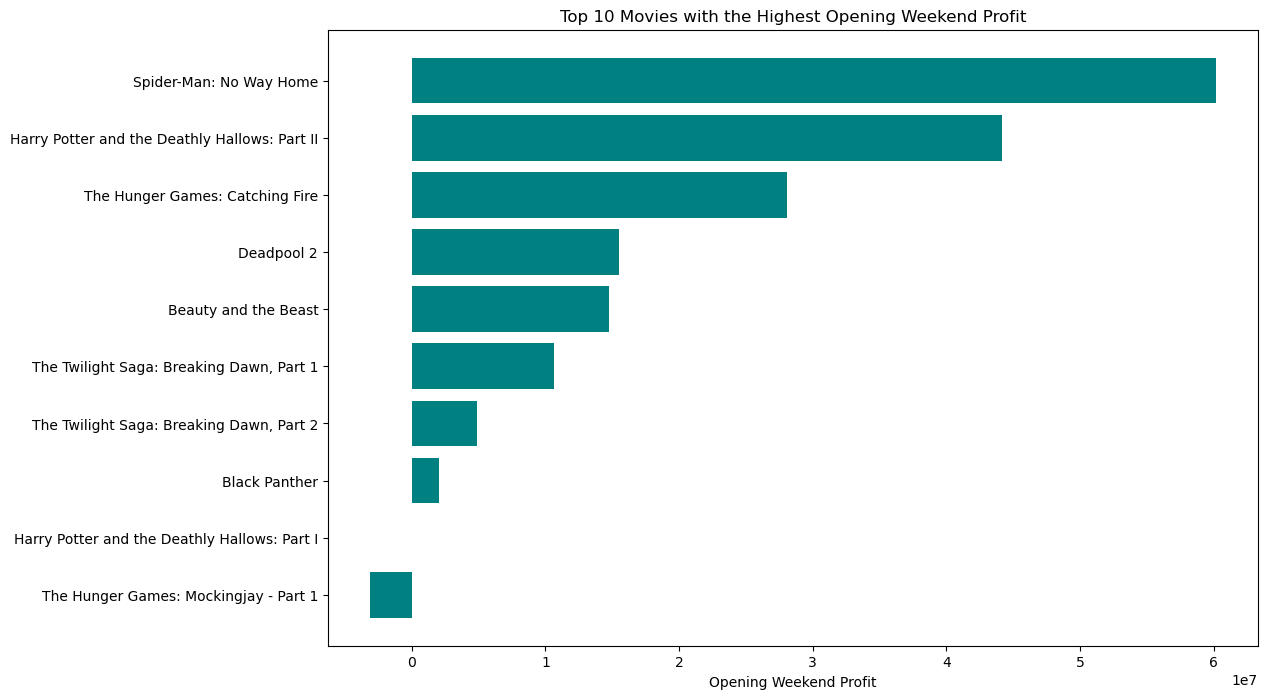 Top 10 Movies with the Highest Opening Weekend Profit
Spider-Man: No Way Home
Harry Potter and the Deathly Hallows: Part II
The Hunger Games: Catching Fire
Deadpool 2
Beauty and the Beast
The Twilight Saga: Breaking Dawn, Part 1
The Twilight Saga: Breaking Dawn, Part 2
Black Panther
Harry Potter and the Deathly Hallows: Part I
The Hunger Games: Mockingjay - Part 1
0 1 2 3 4 5 6
1e7
Opening Weekend Profit